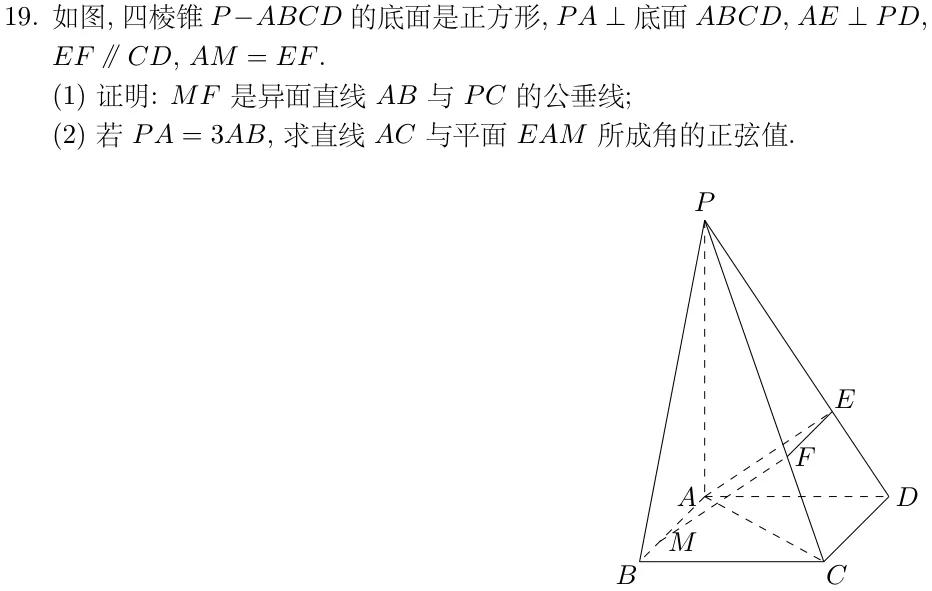 19. 如图, 四棱锥 P－ABCD 的底面是正方形, PA ⊥ 底面 ABCD, AE ⊥ PD,
EF ∥ CD, AM = EF.
(1) 证明: MF 是异面直线 AB 与 PC 的公垂线;
(2) 若 PA = 3AB, 求直线 AC 与平面 EAM 所成角的正弦值.
P
E
F
A
D
M
B
C